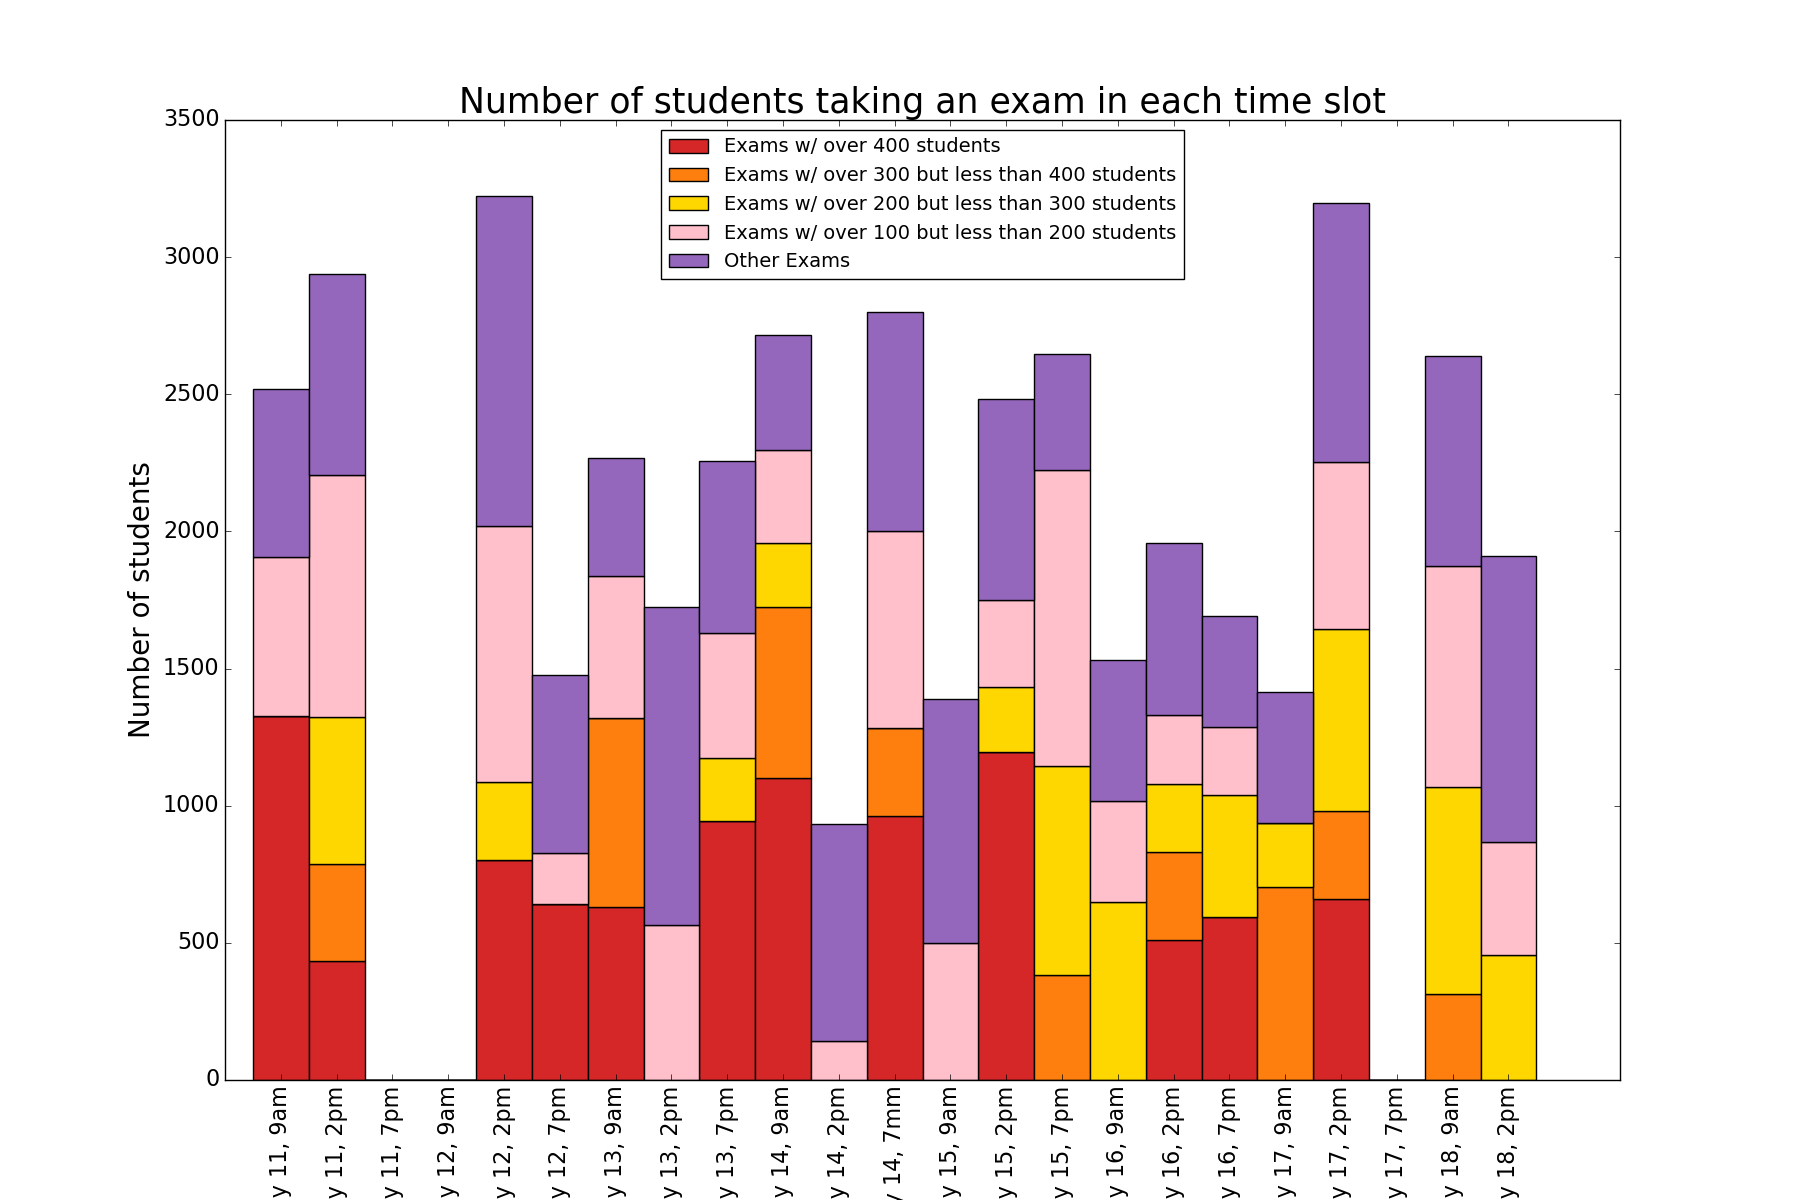 Number of students taking an exam in each time slot
3500
3000
2500
2000
1500
1000
500
0
Number of students
Exams w/ over 400 students
Exams w/ over 300 but less than 400 students
Exams w/ over 200 but less than 300 students
Exams w/ over 100 but less than 200 students
Other Exams
y 11, 9am
y 11, 2pm
y 11, 7pm
y 12, 9am
y 12, 2pm
y 12, 7pm
y 13, 9am
y 13, 2pm
y 13, 7pm
y 14, 9am
y 14, 2pm
y 14, 7mm
y 15, 9am
y 15, 2pm
y 15, 7pm
y 16, 9am
y 16, 2pm
y 16, 7pm
y 17, 9am
y 17, 2pm
y 17, 7pm
y 18, 9am
y 18, 2pm